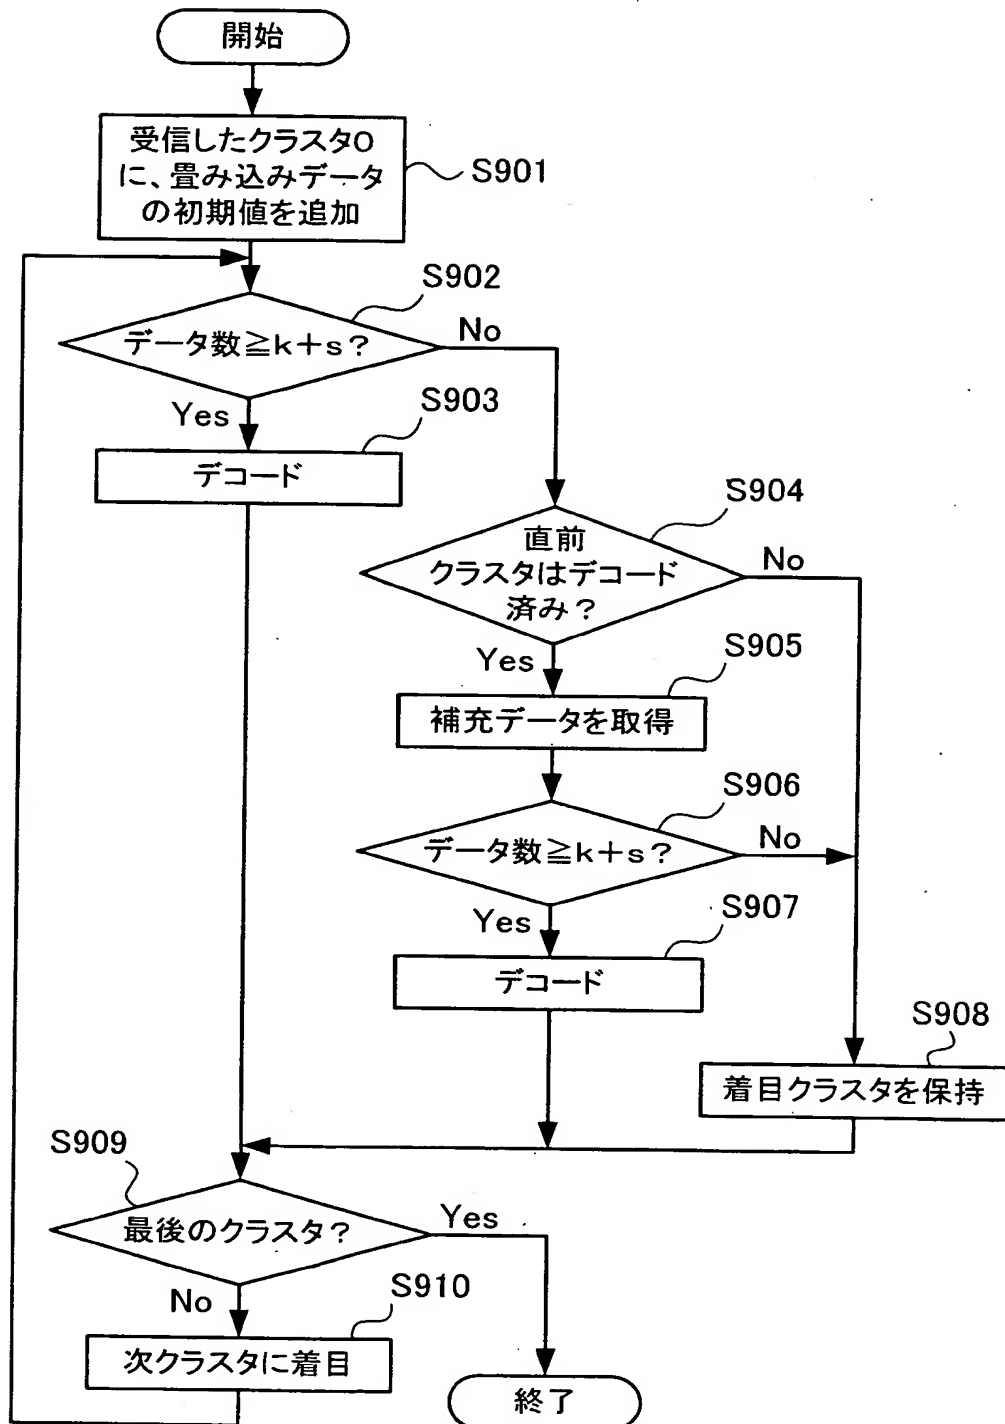 開始
受信したクラスタ0
に、畳み込みデータ
の初期値を追加
S901
S902
データ数≧k+s?
No
Yes
S903
デコード
S904
直前
クラスタはデコード
済み?
No
Yes
S905
補充データを取得
S906
データ数≧k+s?
No
Yes
S907
デコード
S908
着目クラスタを保持
S909
最後のクラスタ?
Yes
No
S910
次クラスタに着目
終了